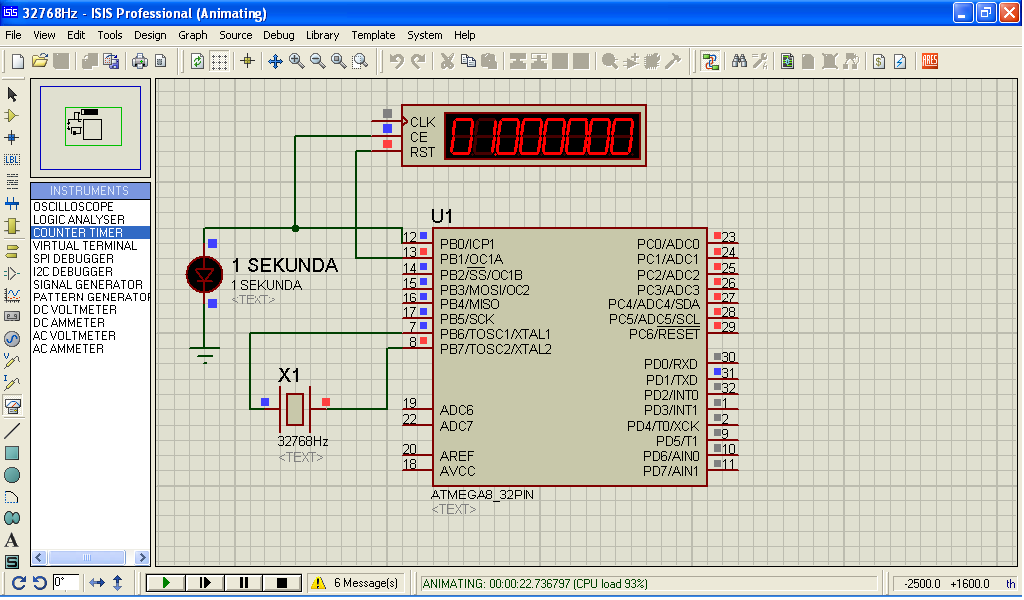 32768Hz - ISIS Professional (Animating)
File View Edit Tools Design Graph Source Debug Library Template System Help
ARES
LBL
A
S
INSTRUMENTS
OSCILLOSCOPE
LOGIC ANALYSER
COUNTER TIMER
VIRTUAL TERMINAL
SPI DEBUGGER
I2C DEBUGGER
SIGNAL GENERATOR
PATTERN GENERATOR
DC VOLTMETER
DC AMMETER
AC VOLTMETER
AC AMMETER
CLK
CE
RST
01.000000
U1
12 PB0/ICP1 PC0/ADC0 23
13 PB1/OC1A PC1/ADC1 24
14 PB2/SS/OC1B PC2/ADC2 25
15 PB3/MOSI/OC2 PC3/ADC3 26
16 PB4/MISO PC4/ADC4/SDA 27
17 PB5/SCK PC5/ADC5/SCL 28
7 PB6/TOSC1/XTAL1 PC6/RESET 29
8 PB7/TOSC2/XTAL2
PD0/RXD 30
PD1/TXD 31
PD2/INT0 32
19 ADC6 PD3/INT1 1
22 ADC7 PD4/T0/XCK 2
PD5/T1 9
20 AREF PD6/AIN0 10
18 AVCC PD7/AIN1 11
ATMEGA8_32PIN
<TEXT>
1 SEKUNDA
1 SEKUNDA
<TEXT>
X1
32768Hz
<TEXT>
0°
6 Message(s)
ANIMATING: 00:00:22.736797 (CPU load 93%)
-2500.0 +1600.0 th